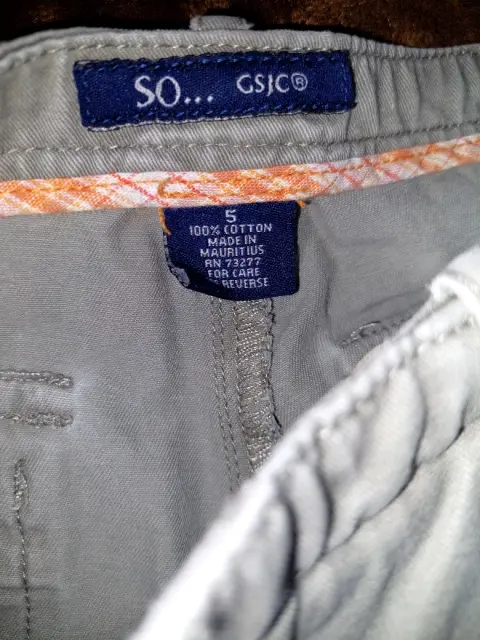 SO... GSJC®
5
100% COTTON
MADE IN
MAURITIUS
RN 73277
FOR CARE
REVERSE